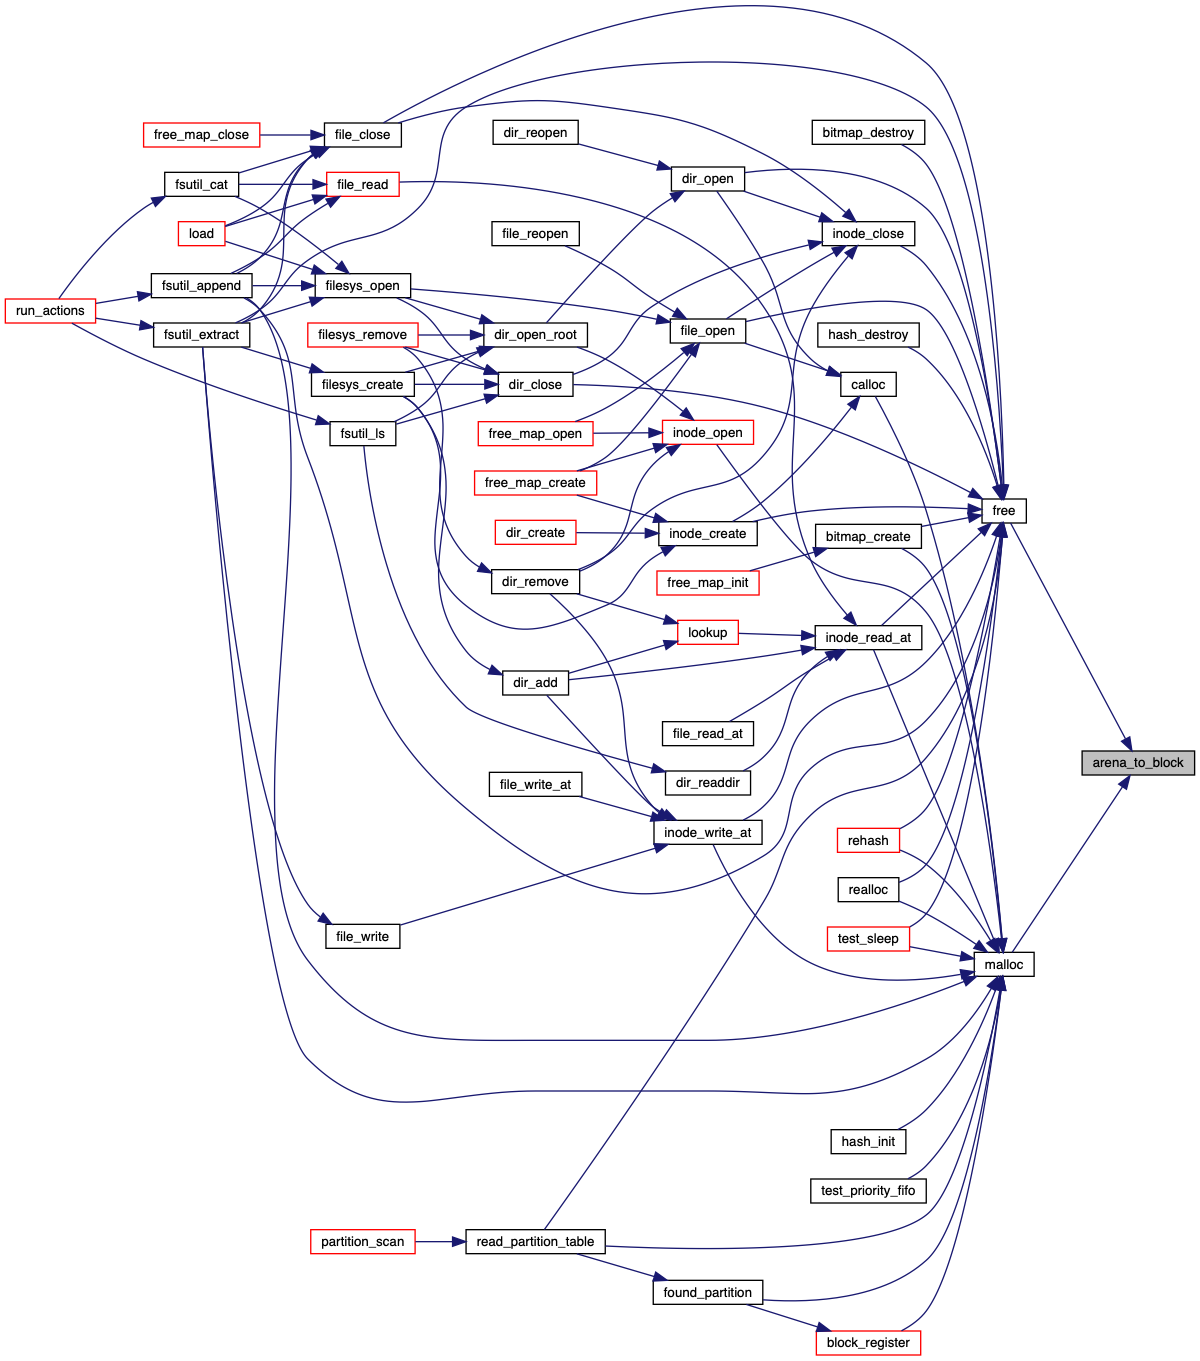 run_actions
free_map_close
fsutil_cat
load
fsutil_append
fsutil_extract
file_close
file_read
filesys_open
filesys_remove
filesys_create
fsutil_ls
file_write
partition_scan
dir_reopen
file_reopen
dir_open_root
dir_close
free_map_open
free_map_create
dir_create
dir_remove
dir_add
file_write_at
read_partition_table
dir_open
file_open
inode_open
inode_create
free_map_init
lookup
file_read_at
dir_readdir
inode_write_at
found_partition
bitmap_destroy
inode_close
hash_destroy
calloc
bitmap_create
inode_read_at
rehash
realloc
test_sleep
hash_init
test_priority_fifo
block_register
free
malloc
arena_to_block